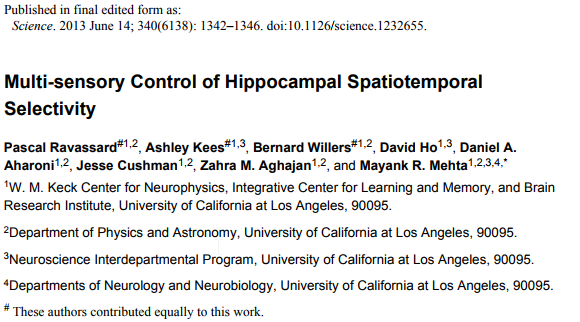 Published in final edited form as:
Science. 2013 June 14; 340(6138): 1342–1346. doi:10.1126/science.1232655.
Multi-sensory Control of Hippocampal Spatiotemporal
Selectivity
Pascal Ravassard#1,2, Ashley Kees#1,3, Bernard Willers#1,2, David Ho1,3, Daniel A.
Aharoni1,2, Jesse Cushman1,2, Zahra M. Aghajan1,2, and Mayank R. Mehta1,2,3,4,*
1W. M. Keck Center for Neurophysics, Integrative Center for Learning and Memory, and Brain
Research Institute, University of California at Los Angeles, 90095.
2Department of Physics and Astronomy, University of California at Los Angeles, 90095.
3Neuroscience Interdepartmental Program, University of California at Los Angeles, 90095.
4Departments of Neurology and Neurobiology, University of California at Los Angeles, 90095.
# These authors contributed equally to this work.